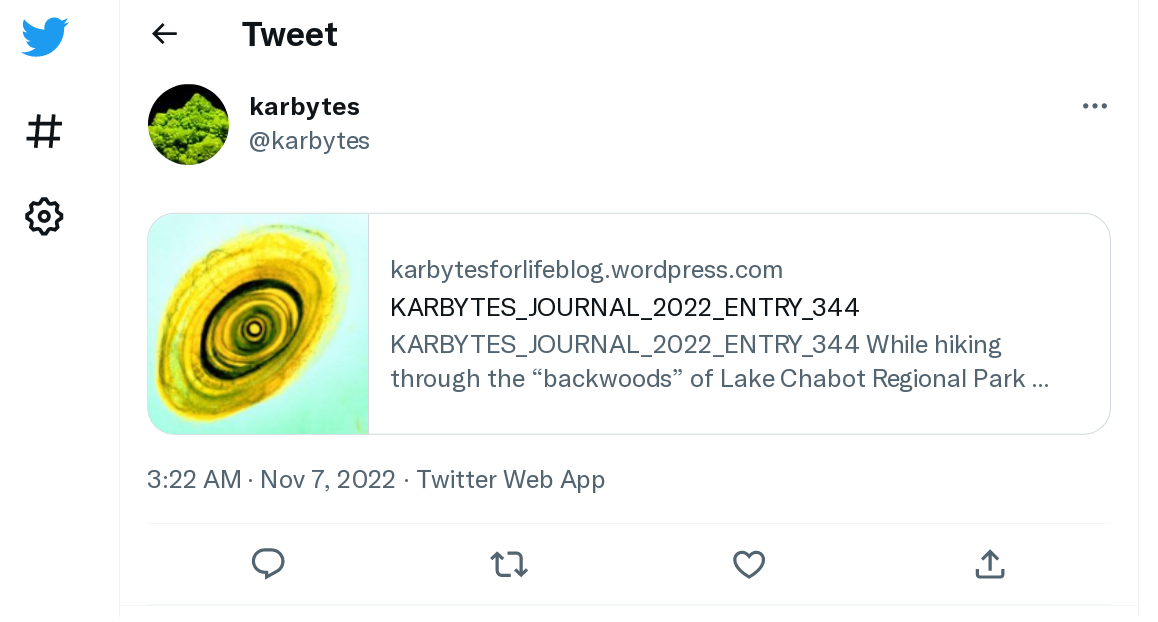 Tweet
karbytes
@karbytes
karbytesforlifeblog.wordpress.com
KARBYTES_JOURNAL_2022_ENTRY_344
KARBYTES_JOURNAL_2022_ENTRY_344 While hiking
through the “backwoods” of Lake Chabot Regional Park ...
3:22 AM · Nov 7, 2022 · Twitter Web App